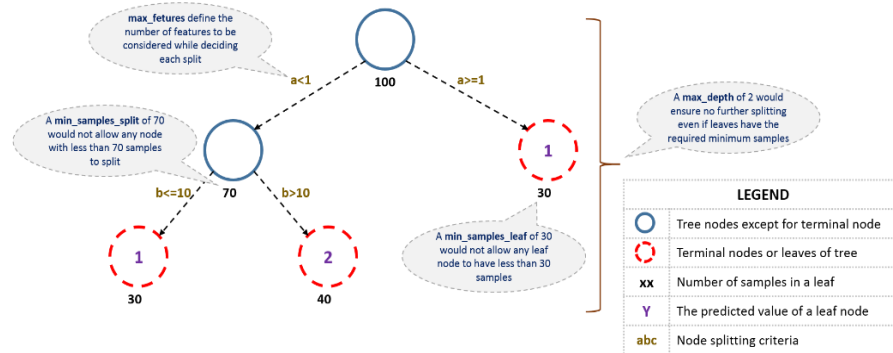 max_fetures define the
number of features to be
considered while deciding
each split
100
a<1
a>=1
A max_depth of 2 would
ensure no further splitting
even if leaves have the
required minimum samples
A min_samples_split of 70
would not allow any node
with less than 70 samples
to split
70
1
30
b<=10
b>10
1
30
2
40
A min_samples_leaf of 30
would not allow any leaf
node to have less than 30
samples
LEGEND
Tree nodes except for terminal node
Terminal nodes or leaves of tree
xx Number of samples in a leaf
Y The predicted value of a leaf node
abc Node splitting criteria